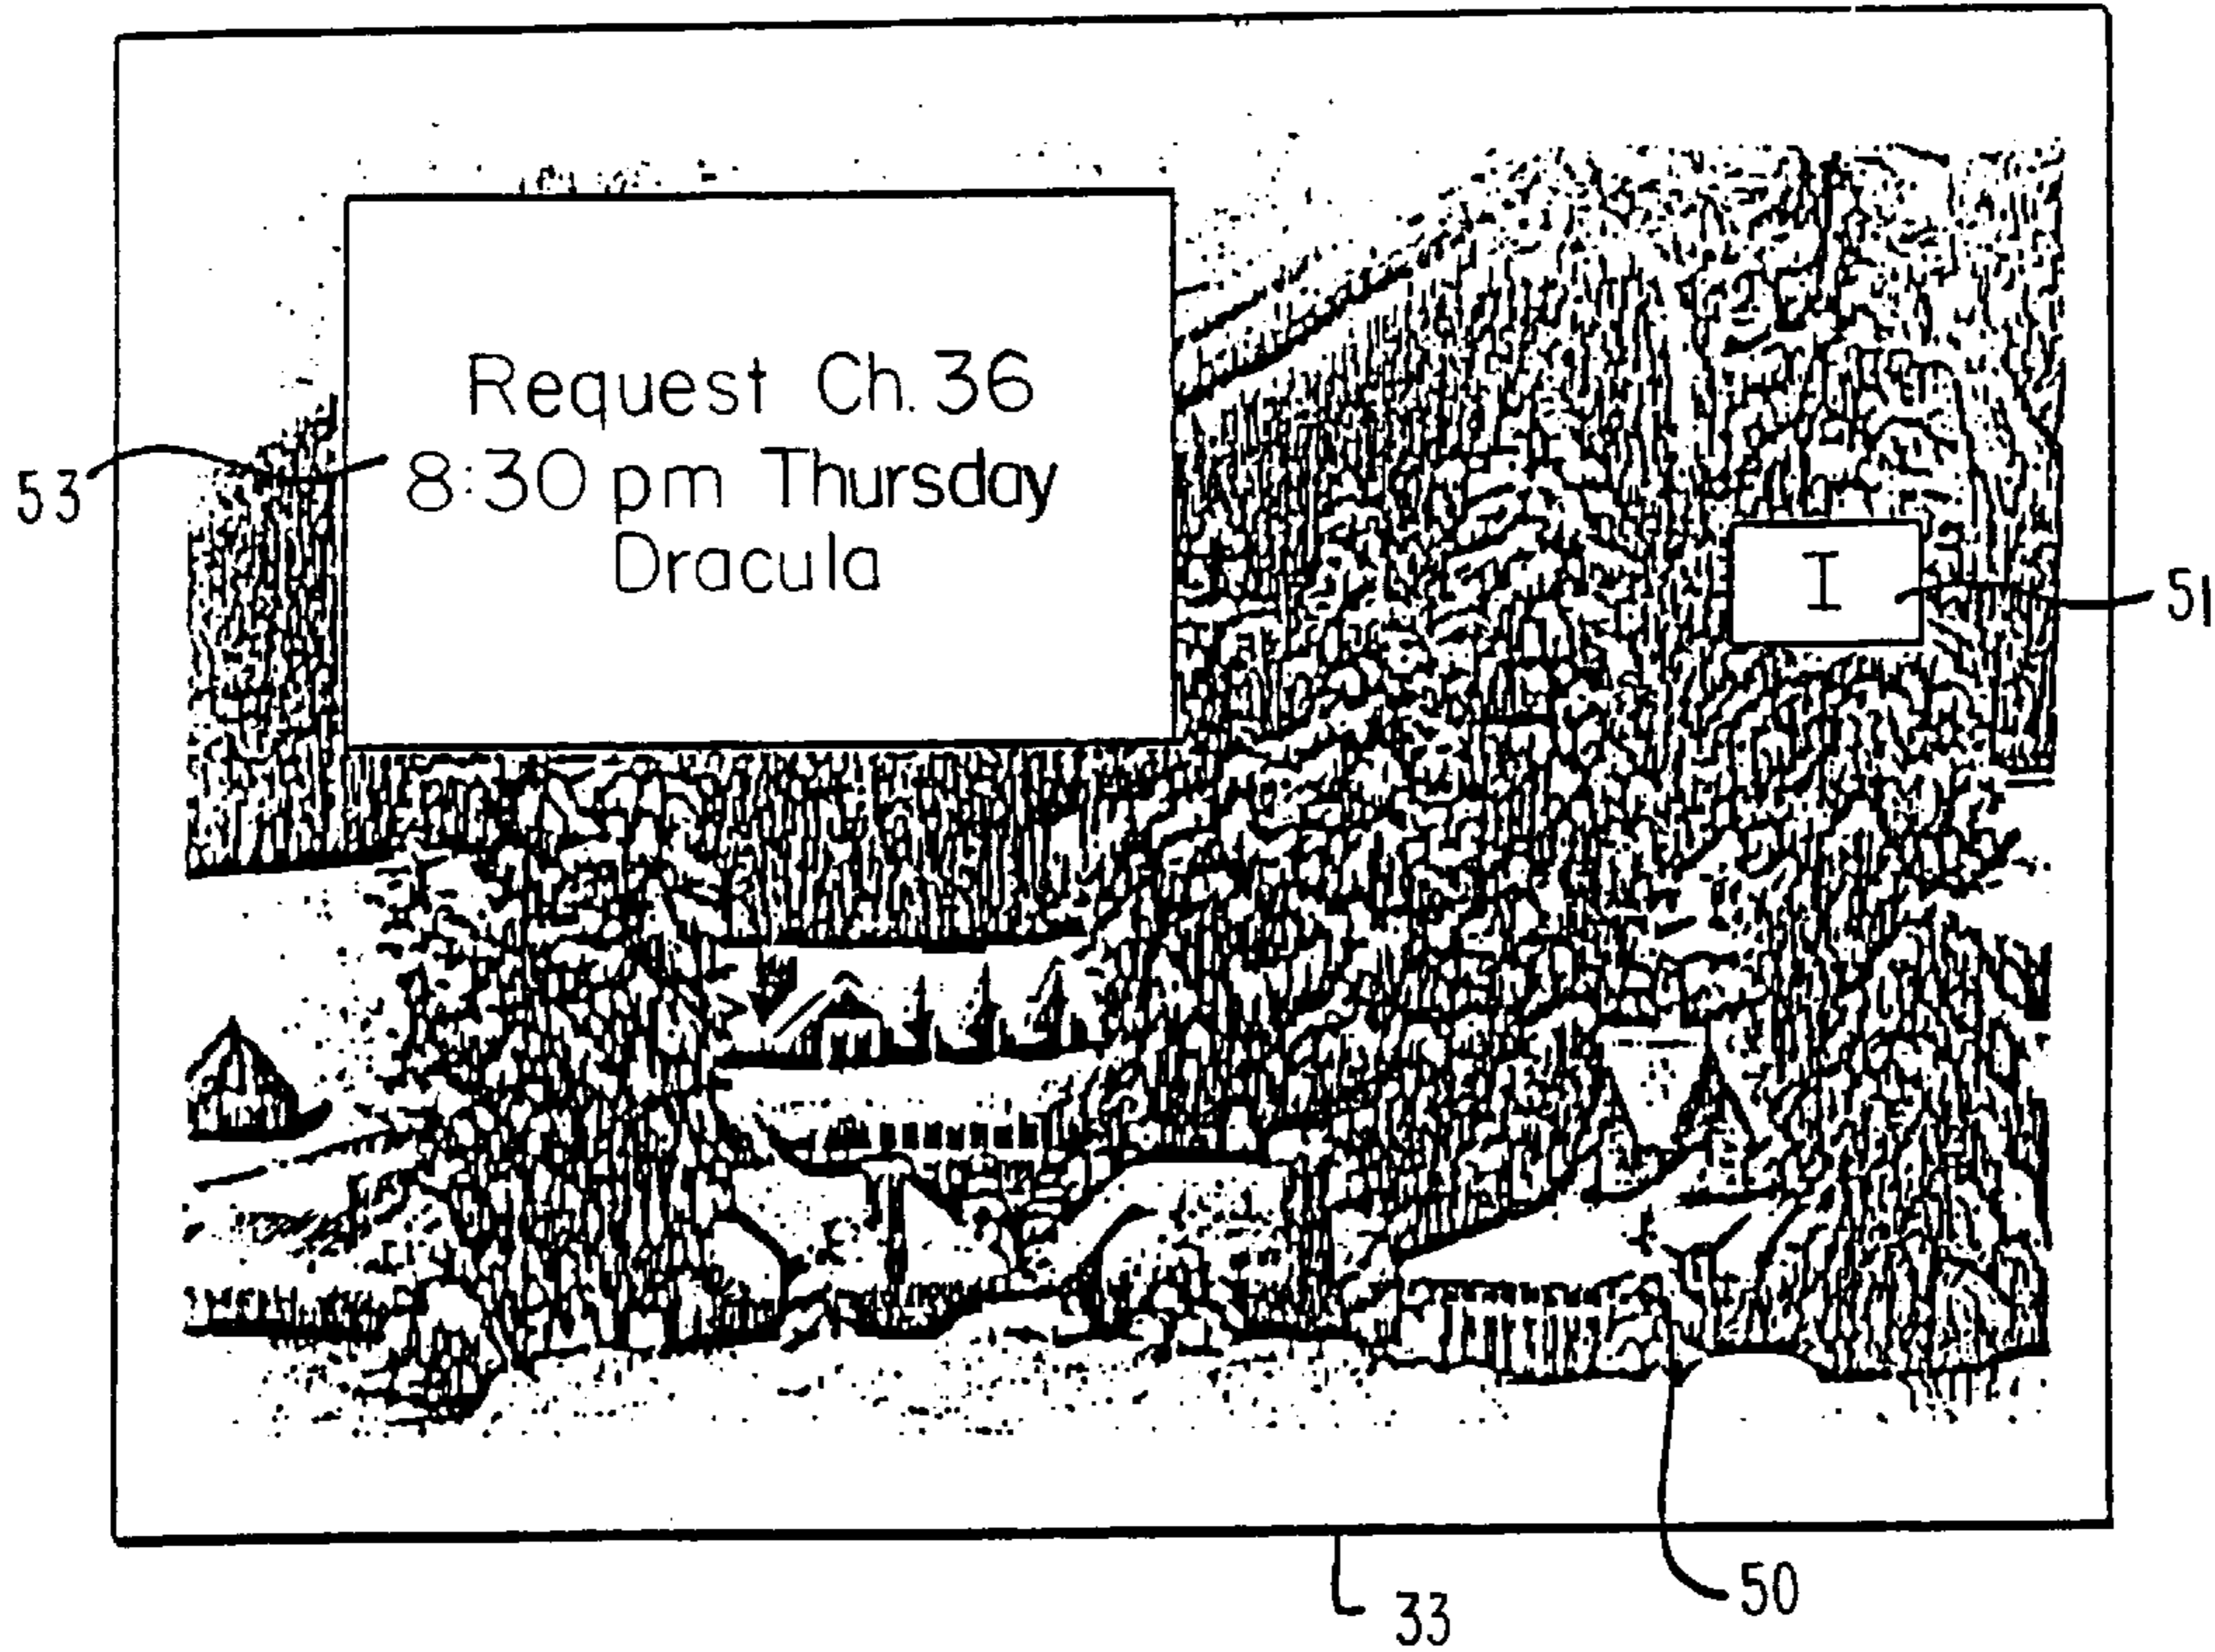 Request Ch. 36
8:30 pm Thursday
Dracula
53
I
51
50
33